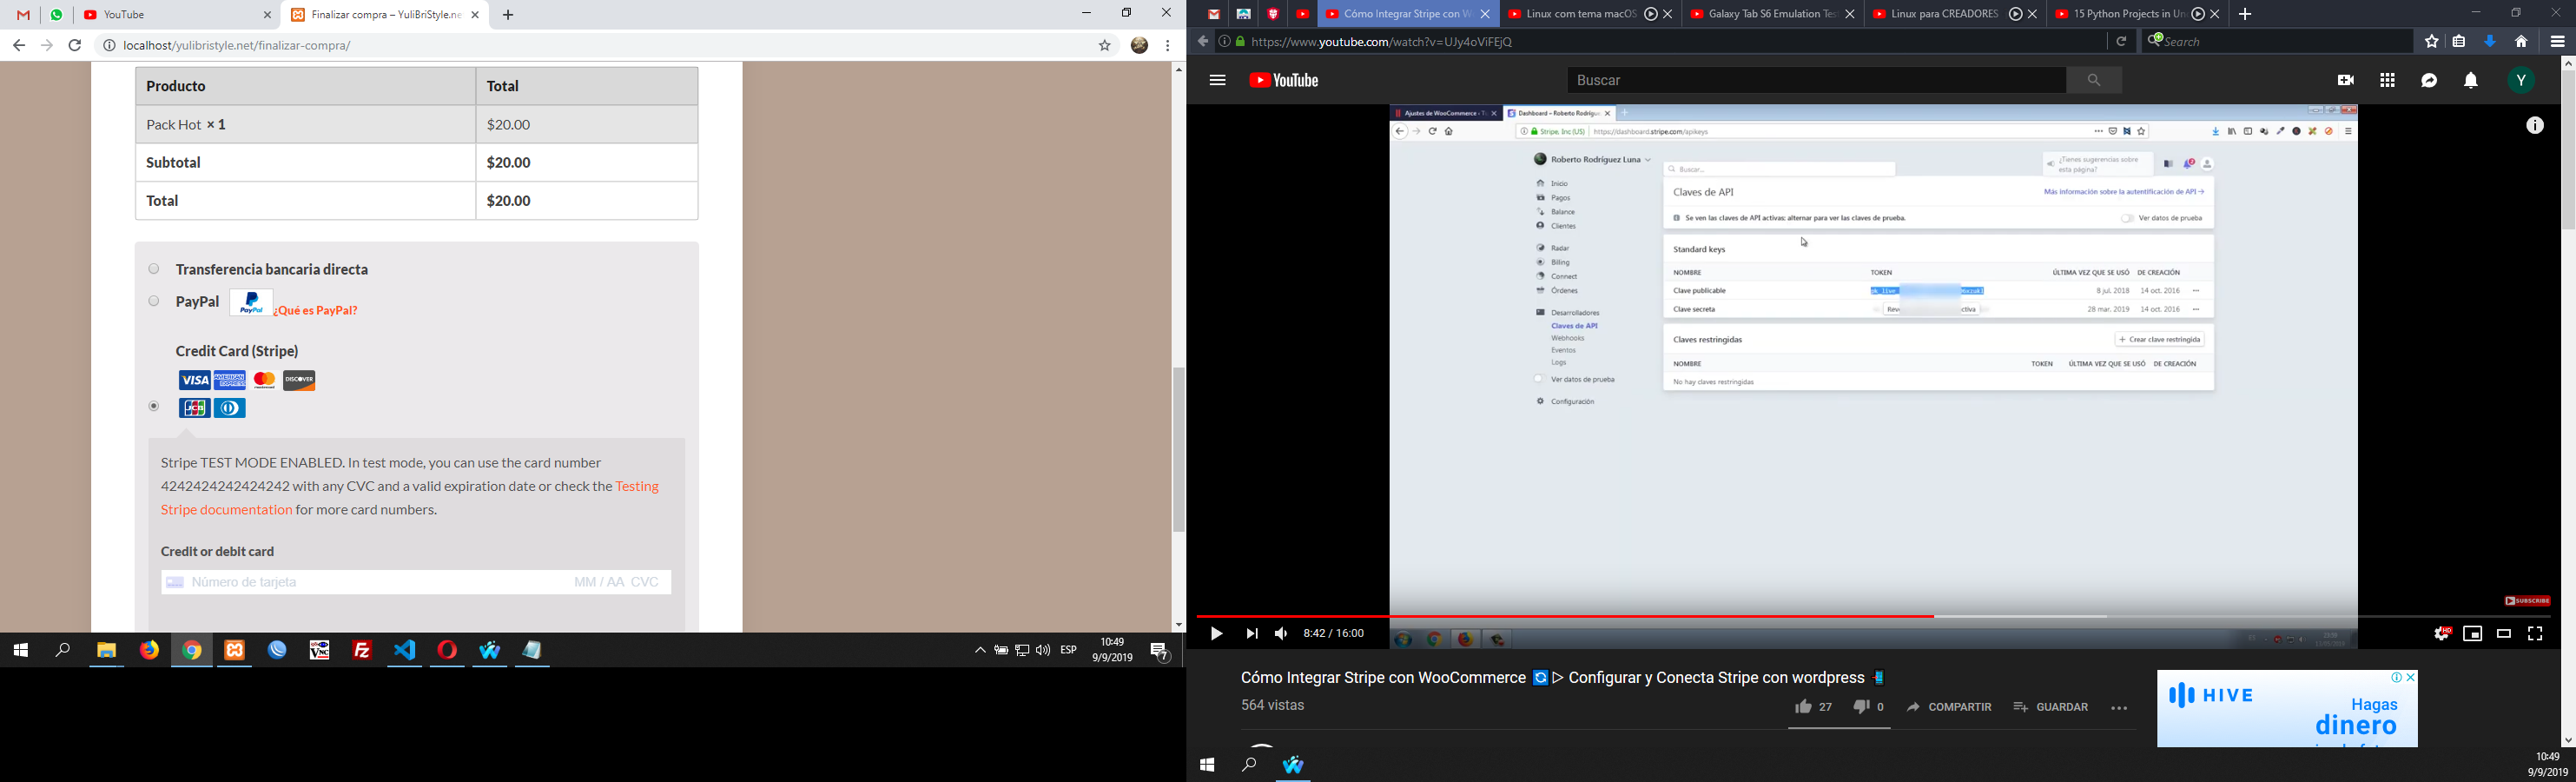 YouTube
Finalizar compra – YuliBriStyle.ne
localhost/yulibristyle.net/finalizar-compra/
Producto Total
Pack Hot × 1 $20.00
Subtotal $20.00
Total $20.00
Transferencia bancaria directa
PayPal PayPal ¿Qué es PayPal?
Credit Card (Stripe)
VISA AMERICAN EXPRESS mastercard DISCOVER
JCB
Stripe TEST MODE ENABLED. In test mode, you can use the card number
4242424242424242 with any CVC and a valid expiration date or check the Testing
Stripe documentation for more card numbers.
Credit or debit card
Número de tarjeta MM / AA CVC
ESP
10:49
9/9/2019
7
Cómo Integrar Stripe con W
Linux com tema macOS
Galaxy Tab S6 Emulation Tes
Linux para CREADORES
15 Python Projects in Un
https://www.youtube.com/watch?v=UJy4oViFEjQ
Search
YouTube
Buscar
Y
Ajustes de WooCommerce
Dashboard – Roberto Rodrígue
Stripe, Inc (US) https://dashboard.stripe.com/apikeys
Roberto Rodríguez Luna
Buscar...
¿Tienes sugerencias sobre
esta página?
Inicio
Pagos
Balance
Clientes
Radar
Billing
Connect
Órdenes
Desarrolladores
Claves de API
Webhooks
Eventos
Logs
Ver datos de prueba
Configuración
Claves de API
Más información sobre la autentificación de API
Se ven las claves de API activas: alternar para ver las claves de prueba.
Ver datos de prueba
Standard keys
NOMBRE TOKEN ÚLTIMA VEZ QUE SE USÓ DE CREACIÓN
Clave publicable pk_live_ 8 jul. 2018 14 oct. 2016
Clave secreta Reve ctiva 28 mar. 2019 14 oct. 2016
Claves restringidas
+ Crear clave restringida
NOMBRE TOKEN ÚLTIMA VEZ QUE SE USÓ DE CREACIÓN
No hay claves restringidas
SUBSCRIBE
8:42 / 16:00
HD
Cómo Integrar Stripe con WooCommerce 🔄 ▷ Configurar y Conecta Stripe con wordpress
564 vistas
27 0 COMPARTIR GUARDAR
HIVE
Hagas
dinero
10:49
9/9/2019